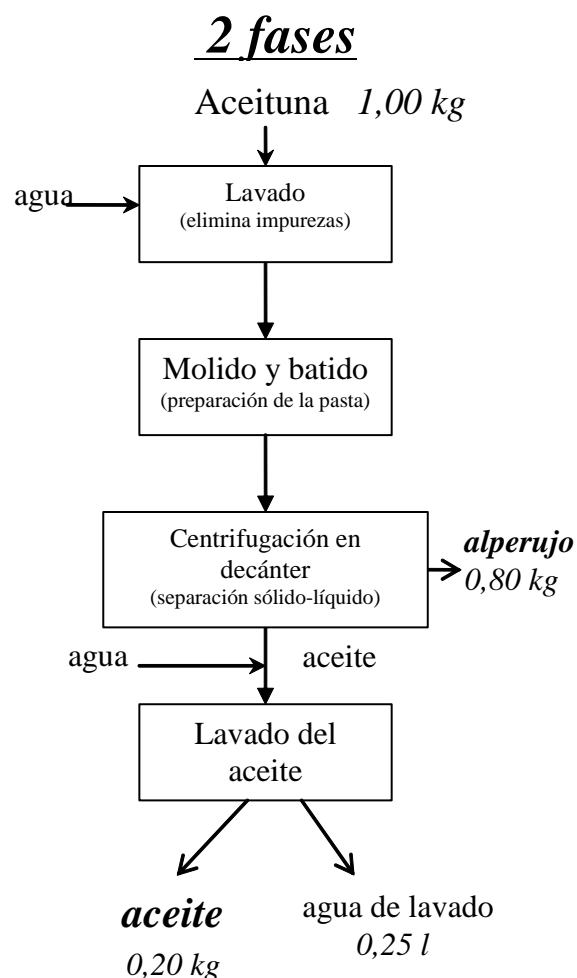 2 fases
Aceituna 1,00 kg
agua
Lavado
(elimina impurezas)
Molido y batido
(preparación de la pasta)
Centrifugación en
decánter
(separación sólido-líquido)
alperujo
0,80 kg
agua
aceite
Lavado del
aceite
aceite
0,20 kg
agua de lavado
0,25 l